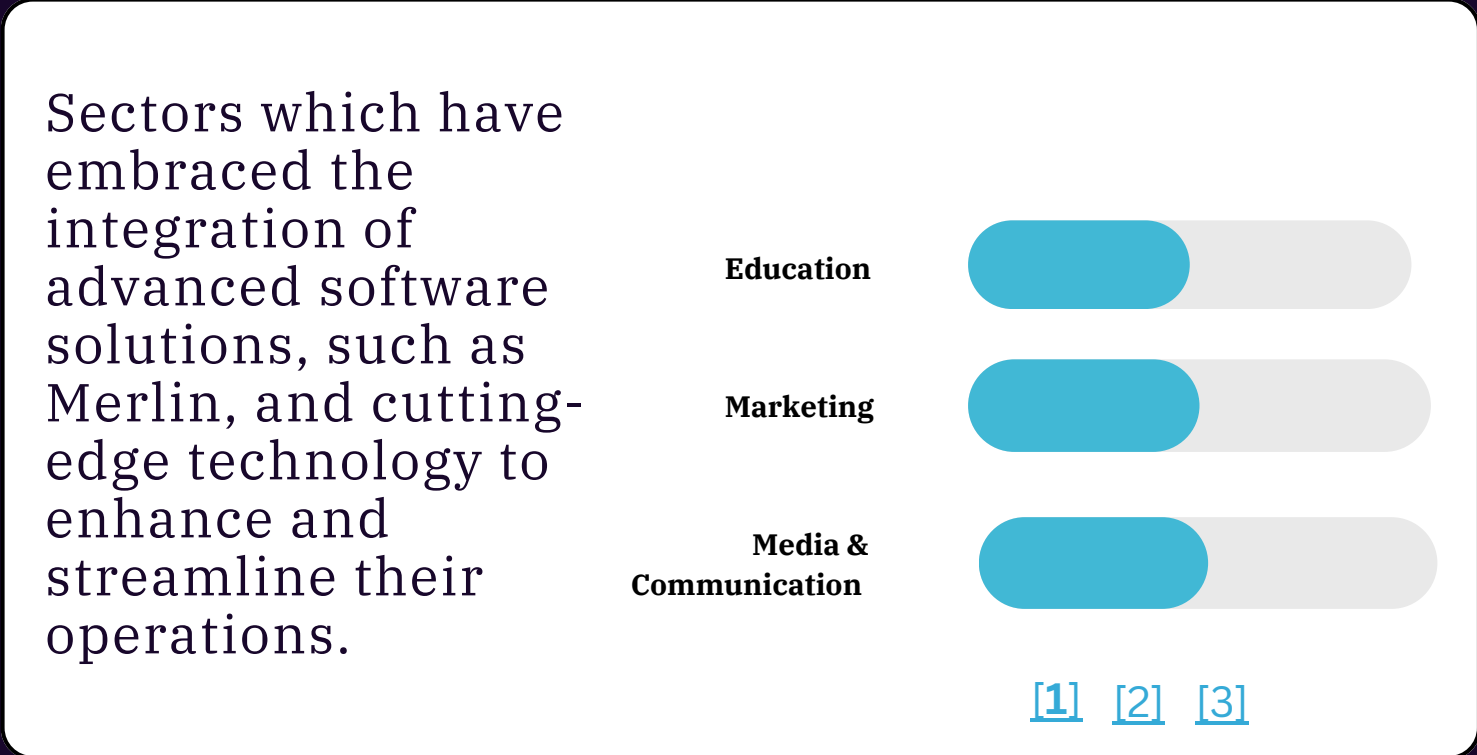 Sectors which have
embraced the
integration of
advanced software
solutions, such as
Merlin, and cutting-
edge technology to
enhance and
streamline their
operations.
Education
Marketing
Media &
Communication
[1] [2] [3]